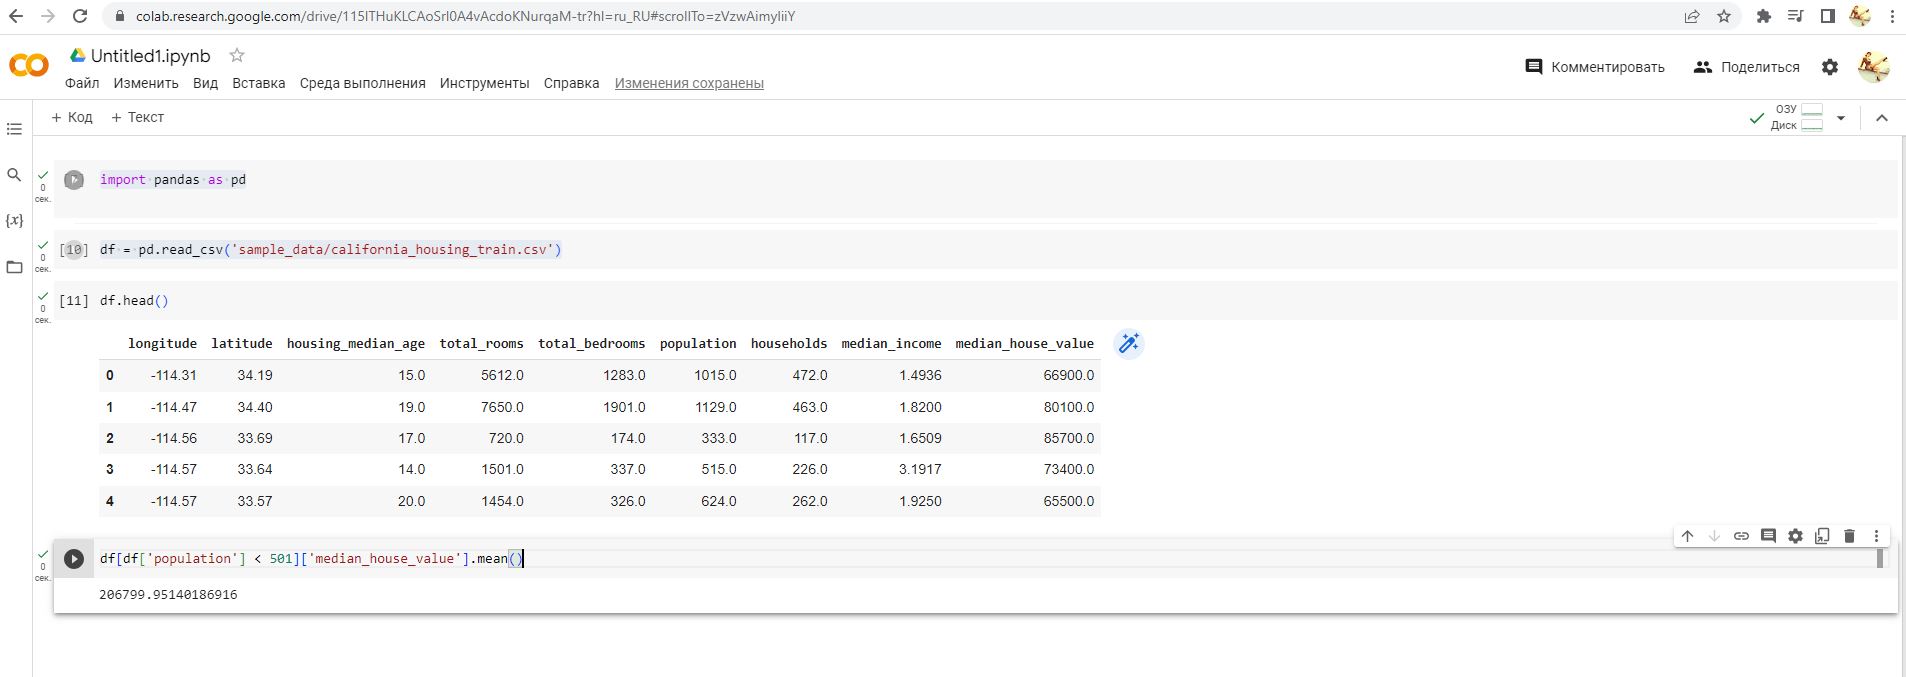 colab.research.google.com/drive/115ITHuKLCAoSrI0A4vAcdoKNurqaM-tr?hl=ru_RU#scrollTo=zVzwAimyIiiY
CO
Untitled1.ipynb
Файл Изменить Вид Вставка Среда выполнения Инструменты Справка Изменения сохранены
Комментировать Поделиться
+ Код + Текст
ОЗУ
Диск
{x}
0
сек.
import pandas as pd
0
сек.
[10] df = pd.read_csv('sample_data/california_housing_train.csv')
0
сек.
[11] df.head()
longitude latitude housing_median_age total_rooms total_bedrooms population households median_income median_house_value
0 -114.31 34.19 15.0 5612.0 1283.0 1015.0 472.0 1.4936 66900.0
1 -114.47 34.40 19.0 7650.0 1901.0 1129.0 463.0 1.8200 80100.0
2 -114.56 33.69 17.0 720.0 174.0 333.0 117.0 1.6509 85700.0
3 -114.57 33.64 14.0 1501.0 337.0 515.0 226.0 3.1917 73400.0
4 -114.57 33.57 20.0 1454.0 326.0 624.0 262.0 1.9250 65500.0
0
сек.
df[df['population'] < 501]['median_house_value'].mean()
206799.95140186916